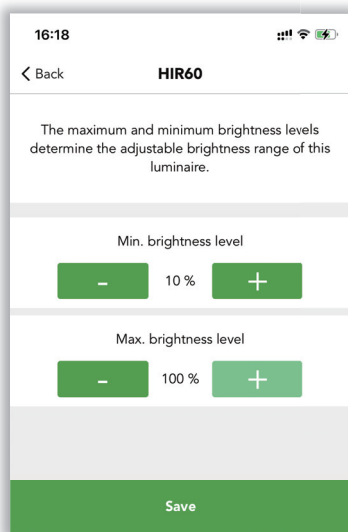 16:18
Back
HIR60
The maximum and minimum brightness levels
determine the adjustable brightness range of this
luminaire.
Min. brightness level
- 10 % +
Max. brightness level
- 100 % +
Save